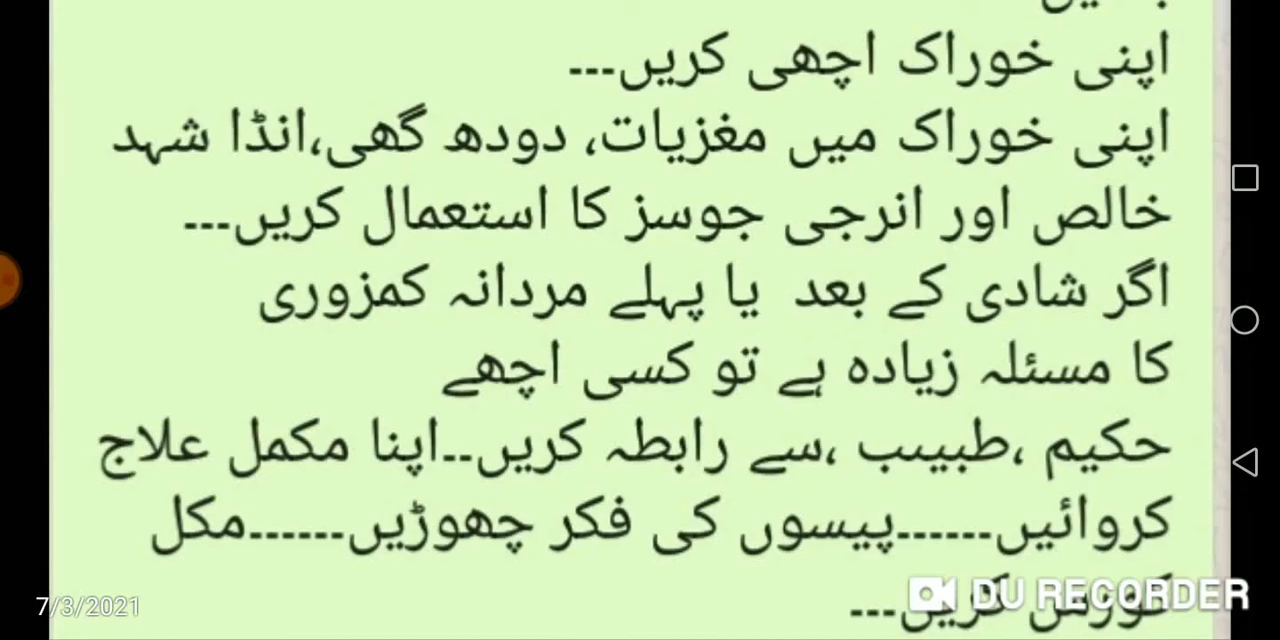 اپنی خوراک اچھی کریں---
اپنی خوراک میں مغزیات، دودھ گھی،انڈا شہد
خالص اور انرجی جوسز کا استعمال کریں---
اگر شادی کے بعد یا پہلے مردانہ کمزوری
کا مسئلہ زیادہ ہے تو کسی اچھے
حکیم ،طبیب ،سے رابطہ کریں--اپنا مکمل علاج
کروائیں------پیسوں کی فکر چھوڑیں------مکل
کورس کریں---
DU RECORDER
7/3/2021